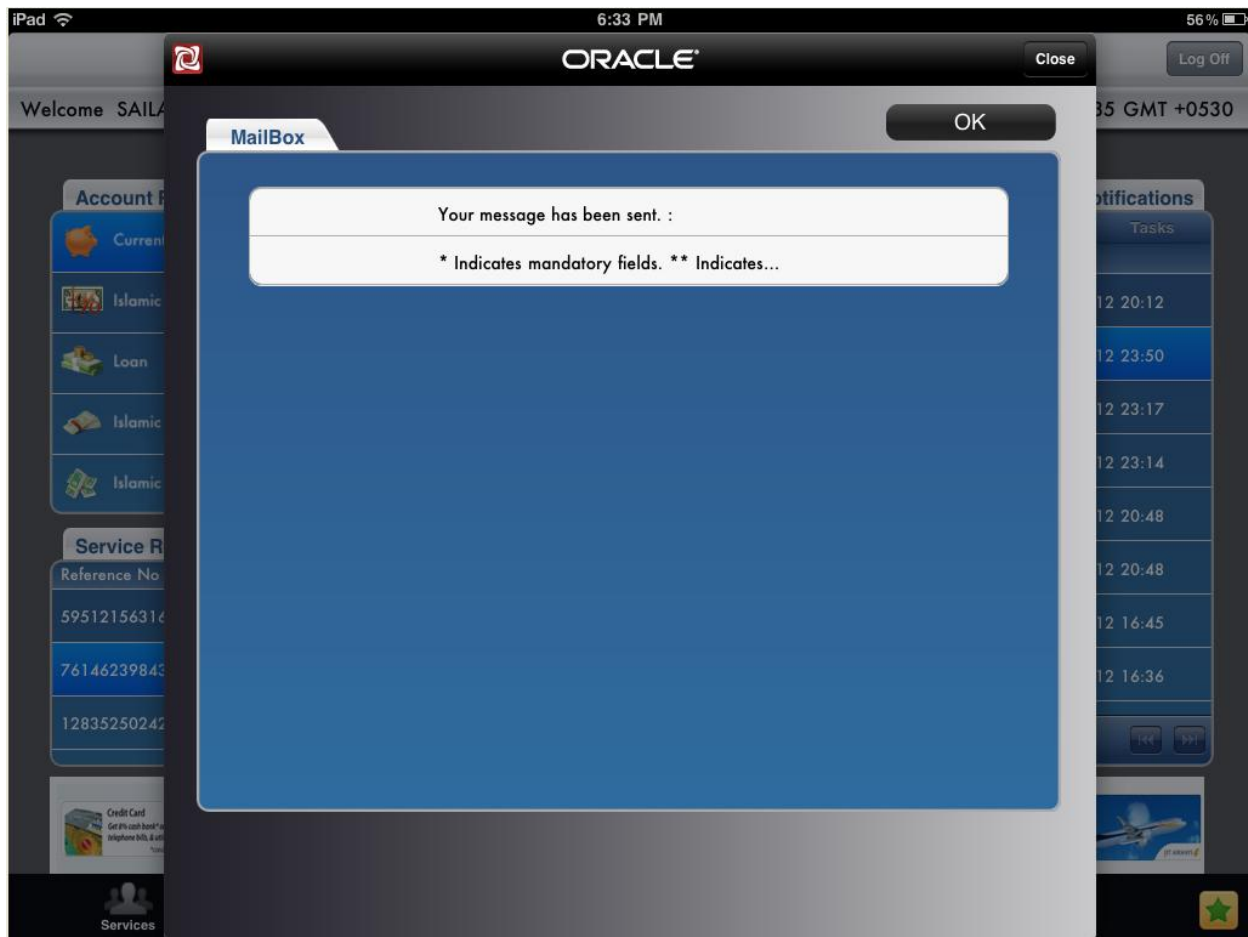 iPad 6:33 PM 56%
ORACLE Close
Log Off
Welcome SAILA
35 GMT +0530
MailBox
OK
Your message has been sent. :
* Indicates mandatory fields. ** Indicates...
Account
Current
Islamic
Loan
Islamic
Islamic
Service R
Reference No
59512156316
76146239843
12835250242
otifications
Tasks
12 20:12
12 23:50
12 23:17
12 23:14
12 20:48
12 20:48
12 16:45
12 16:36
Credit Card
Services